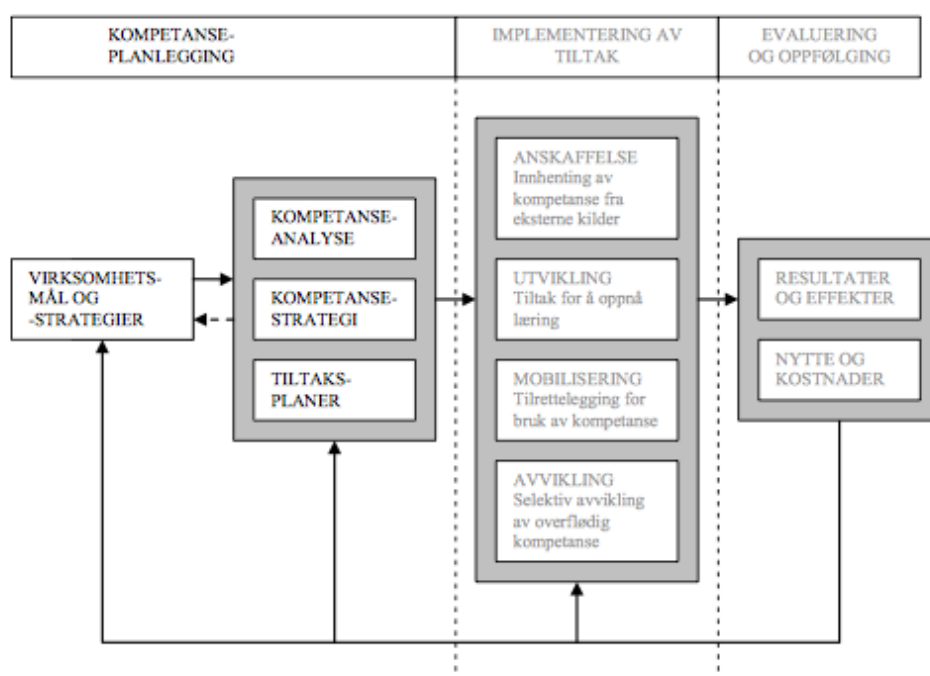 KOMPETANSE-
PLANLEGGING
IMPLEMENTERING AV
TILTAK
EVALUERING
OG OPPFØLGING
VIRKSOMHETS-
MÅL OG
-STRATEGIER
KOMPETANSE-
ANALYSE
KOMPETANSE-
STRATEGI
TILTAKS-
PLANER
ANSKAFFELSE
Innhenting av
kompetanse fra
eksterne kilder
UTVIKLING
Tiltak for å oppnå
læring
MOBILISERING
Tilrettelegging for
bruk av kompetanse
AVVIKLING
Selektiv avvikling
av overflødig
kompetanse
RESULTATER
OG EFFEKTER
NYTTE OG
KOSTNADER